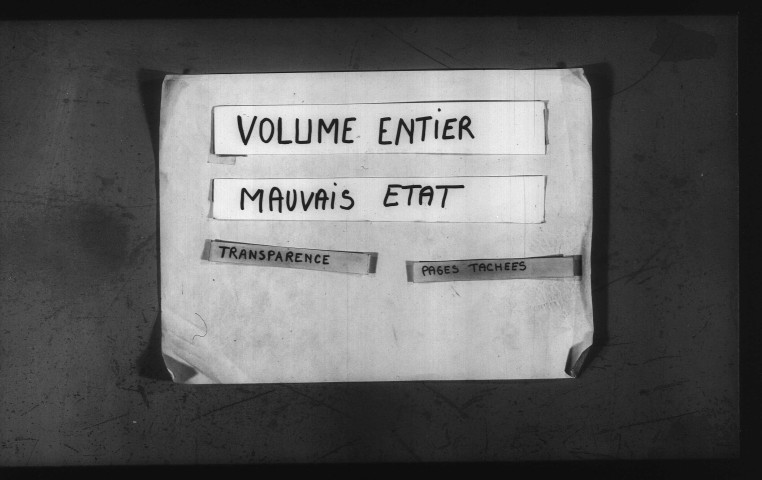 VOLUME ENTIER
MAUVAIS ETAT
TRANSPARENCE
PAGES TACHEES